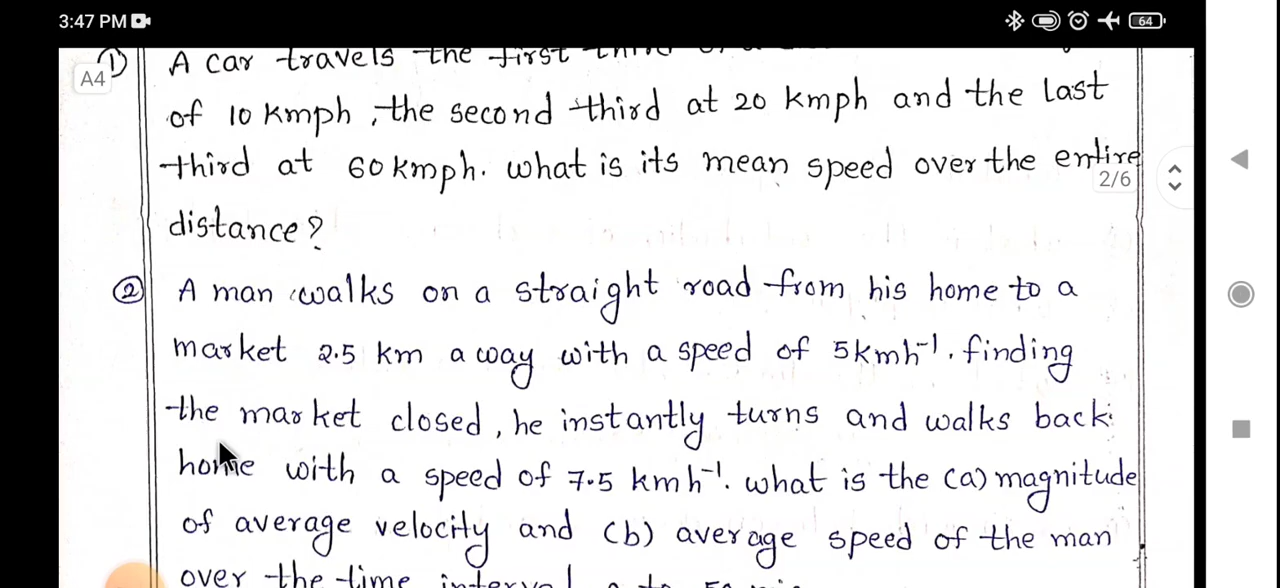 3:47 PM
64
A4
① A car travels the first
of 10 kmph, the second third at 20 kmph and the last
third at 60 kmph. what is its mean speed over the entire
2/6
distance?
② A man walks on a straight road from his home to a
market 2.5 km away with a speed of 5kmh⁻¹. finding
the market closed, he instantly turns and walks back
home with a speed of 7.5 kmh⁻¹. what is the (a) magnitude
of average velocity and (b) average speed of the man
over the time interval